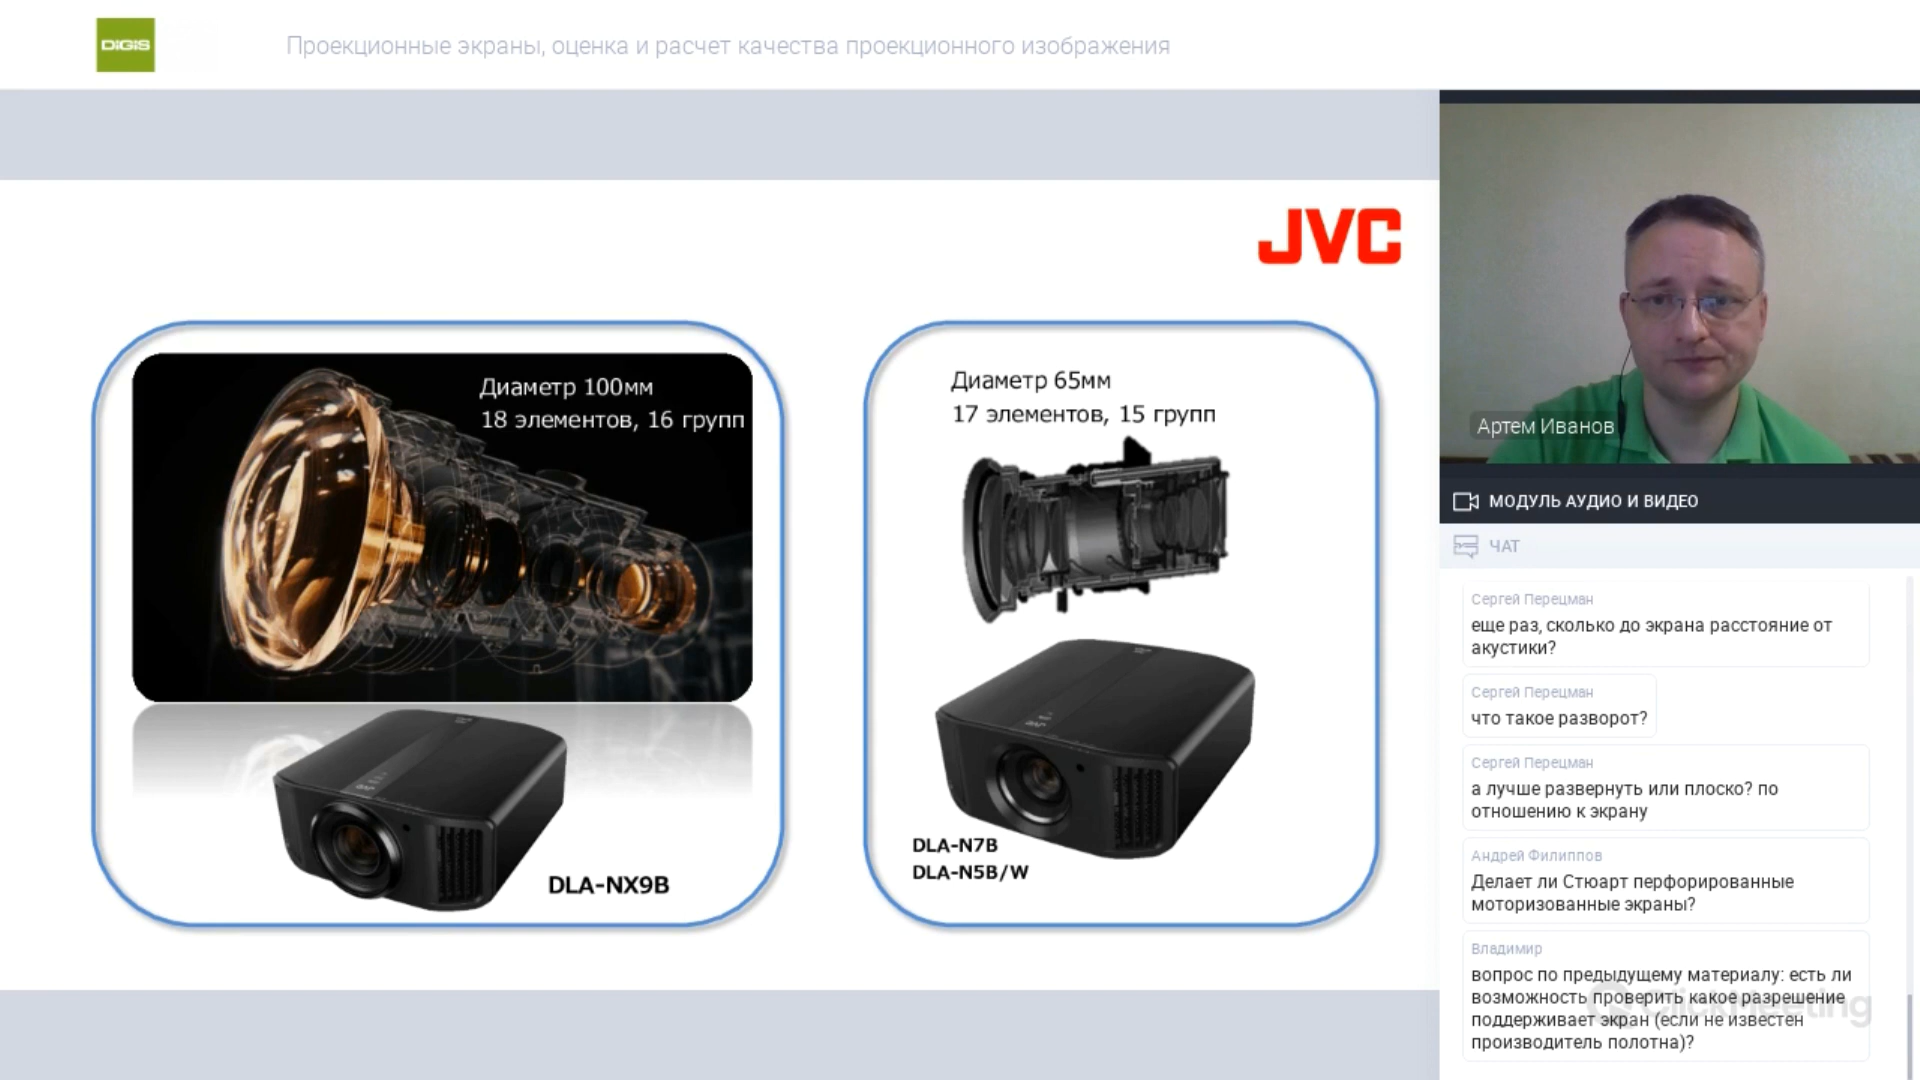 DIGIS
Проекционные экраны, оценка и расчет качества проекционного изображения
JVC
Диаметр 100мм
18 элементов, 16 групп
DLA-NX9B
Диаметр 65мм
17 элементов, 15 групп
DLA-N7B
DLA-N5B/W
Артем Иванов
МОДУЛЬ АУДИО И ВИДЕО
ЧАТ
Сергей Перецман
еще раз, сколько до экрана расстояние от
акустики?
Сергей Перецман
что такое разворот?
Сергей Перецман
а лучше развернуть или плоско? по
отношению к экрану
Андрей Филиппов
Делает ли Стюарт перфорированные
моторизованные экраны?
Владимир
вопрос по предыдущему материалу: есть ли
возможность проверить какое разрешение
поддерживает экран (если не известен
производитель полотна)?
ClickMeeting